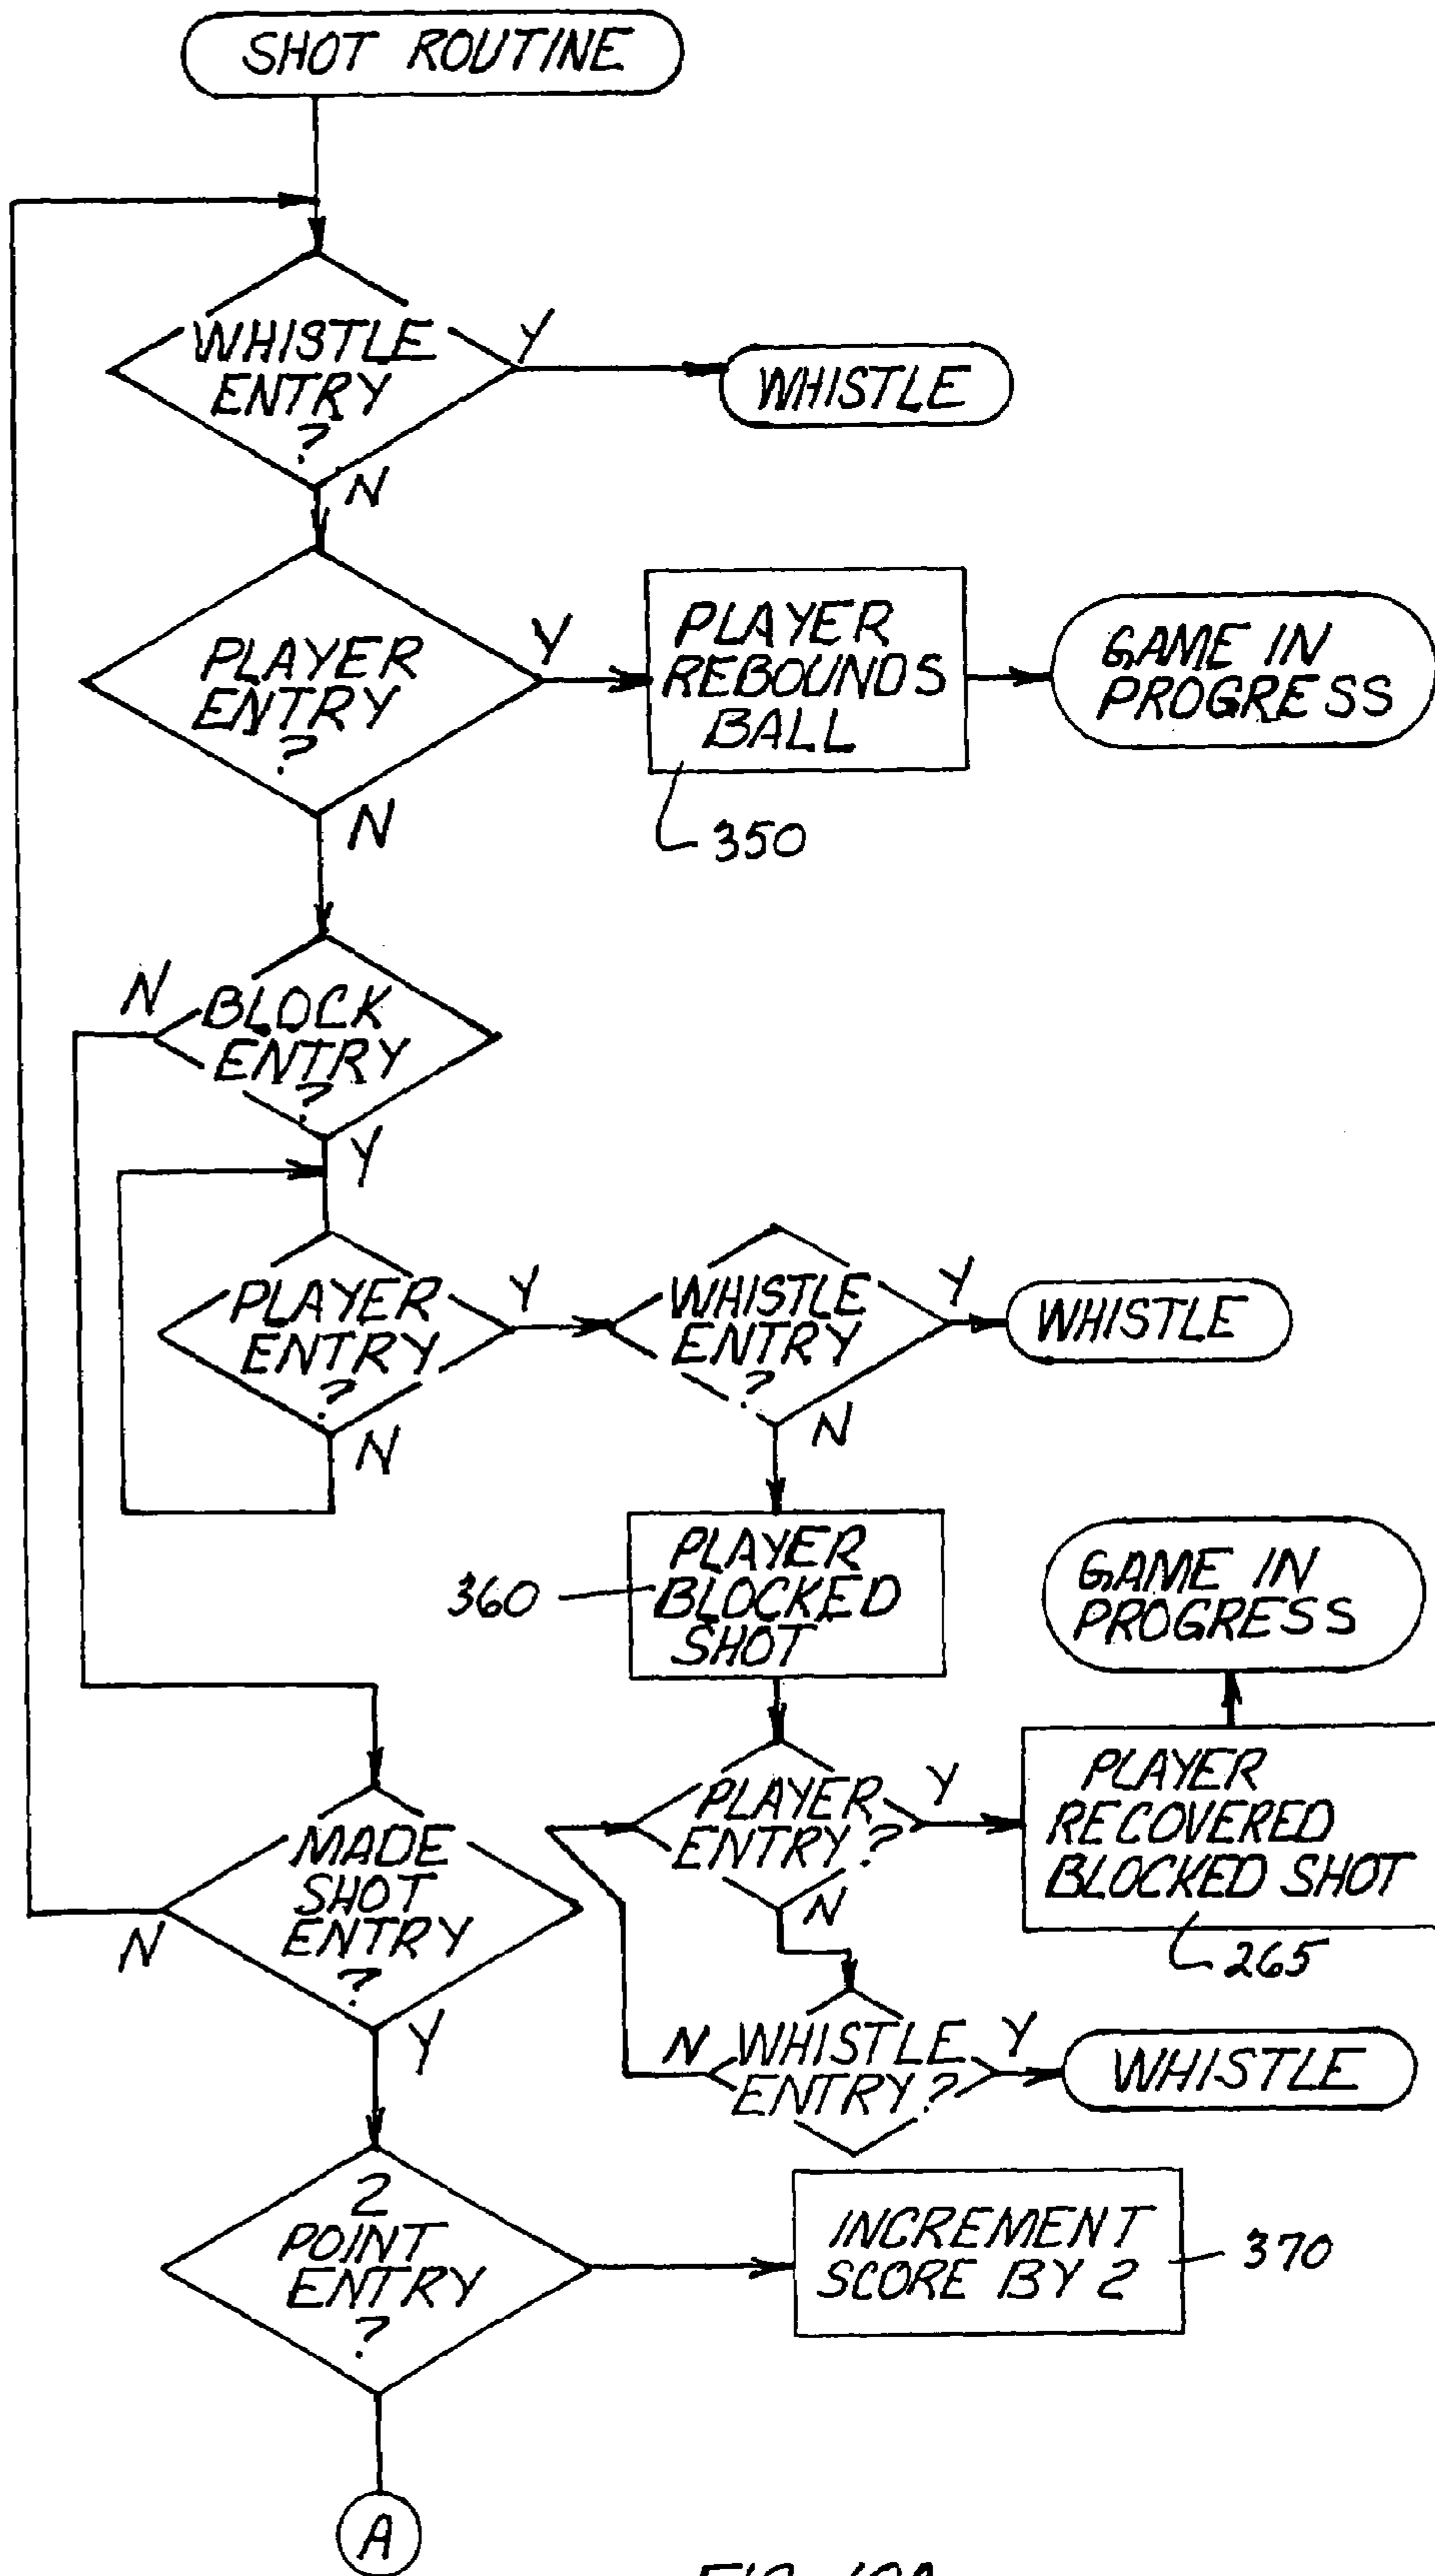 SHOT ROUTINE
WHISTLE
ENTRY
?
Y
WHISTLE
N
PLAYER
ENTRY
?
Y
PLAYER
REBOUNDS
BALL
GAME IN
PROGRESS
350
N
BLOCK
ENTRY
?
N
Y
PLAYER
ENTRY
?
Y
N
WHISTLE
ENTRY
?
Y
WHISTLE
N
360
PLAYER
BLOCKED
SHOT
GAME IN
PROGRESS
PLAYER
ENTRY?
Y
PLAYER
RECOVERED
BLOCKED SHOT
265
N
WHISTLE
ENTRY?
N
Y
WHISTLE
MADE
SHOT
ENTRY
?
N
Y
2
POINT
ENTRY
?
INCREMENT
SCORE BY 2
370
A